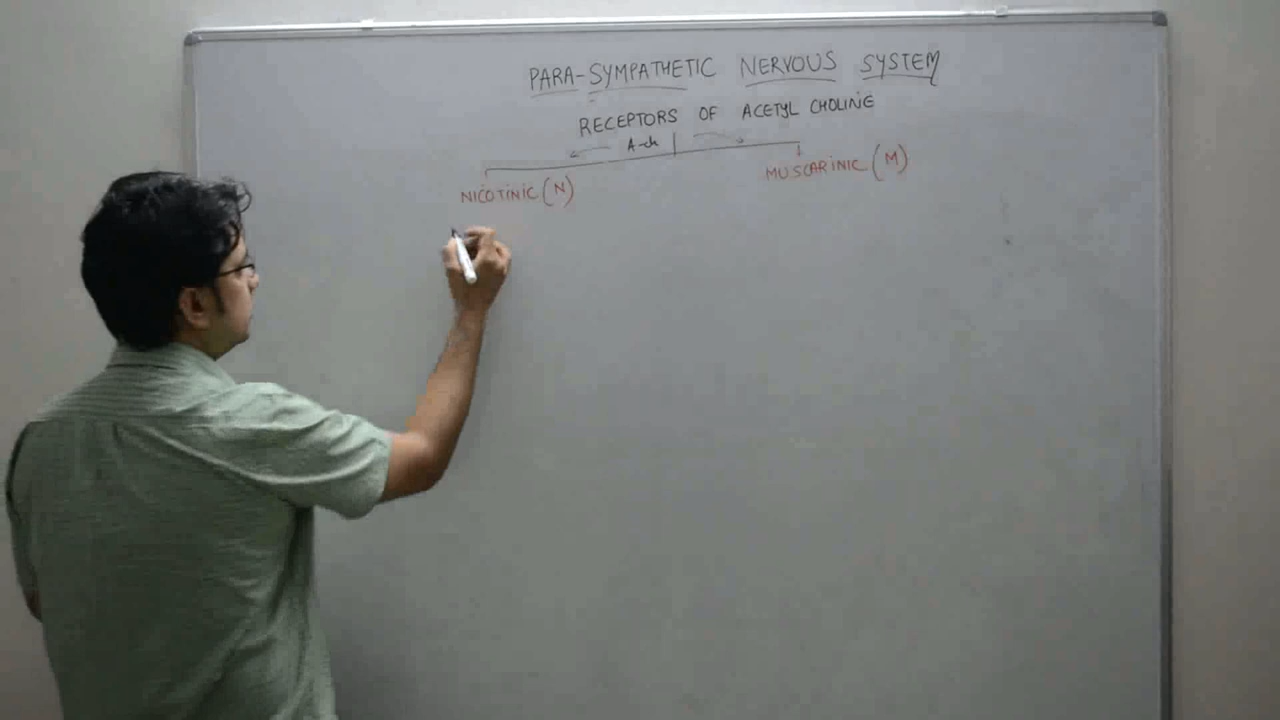 PARA-SYMPATHETIC NERVOUS SYSTEM
RECEPTORS OF ACETYL CHOLINE
A-ch
NICOTINIC (N)
MUSCARINIC (M)